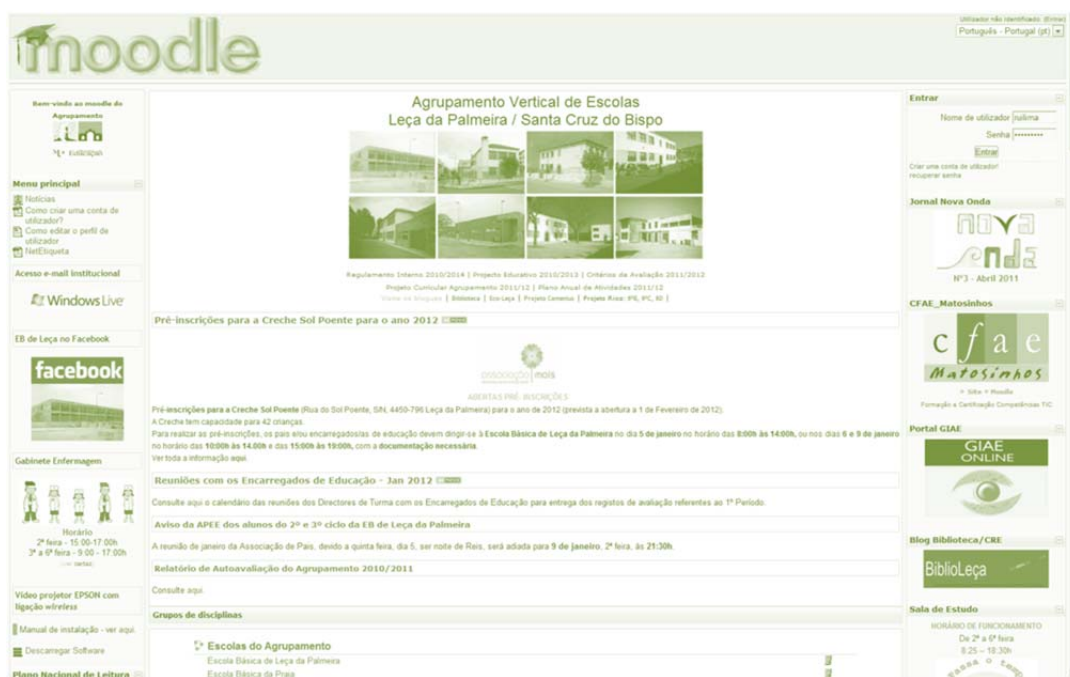 moodle
Utilizador não identificado. (Entrar)
Português - Portugal (pt)
Bem-vindo ao moodle do
Agrupamento
Menu principal
Notícias
Como criar uma conta de
utilizador?
Como editar o perfil de
utilizador
NetEtiqueta
Acesso e-mail Institucional
Windows Live
EB de Leça no Facebook
facebook
Gabinete Enfermagem
Horário
2ª feira - 15:00-17:00h
3ª a 6ª feira - 9:00 - 17:00h
Video projetor EPSON com
ligação wireless
Manual de instalação - ver aqui.
Descarregar Software
Plano Nacional de Leitura
Agrupamento Vertical de Escolas
Leça da Palmeira / Santa Cruz do Bispo
Regulamento Interno 2010/2014 | Projecto Educativo 2010/2013 | Critérios de Avaliação 2011/2012
Projeto Curricular Agrupamento 2011/12 | Plano Anual de Atividades 2011/12
| Biblioteca | Eco-Leça | Projeto Comenius |
Pré-inscrições para a Creche Sol Poente para o ano 2012
associação mais
ABERTAS PRÉ-INSCRIÇÕES
Pré-inscrições para a Creche Sol Poente (Rua do Sol Poente, S/N, 4450-796 Leça da Palmeira) para o ano de 2012 (prevista a abertura a 1 de Fevereiro de 2012).
A Creche tem capacidade para 42 crianças.
Para realizar as pré-inscrições, os pais e/ou encarregados/as de educação devem dirigir-se à Escola Básica de Leça da Palmeira no dia 5 de janeiro no horário das 8:00h às 14:00h, ou nos dias 6 e 9 de janeiro
no horário das 10:00h às 14:00h e das 15:00h às 19:00h, com a documentação necessária.
Ver toda a informação aqui.
Reuniões com os Encarregados de Educação - Jan 2012
Consulte aqui o calendário das reuniões dos Directores de Turma com os Encarregados de Educação para entrega dos registos de avaliação referentes ao 1º Período.
Aviso da APEE dos alunos do 2º e 3º ciclo da EB de Leça da Palmeira
A reunião de janeiro da Associação de Pais, devido a quinta feira, dia 5, ser noite de Reis, será adiada para 9 de janeiro, 2ª feira, às 21:30h.
Relatório de Autoavaliação do Agrupamento 2010/2011
Consulte aqui.
Grupos de disciplinas
Escolas do Agrupamento
Escola Básica de Leça da Palmeira
Escola Básica da Praia
Entrar
Nome de utilizador ruilima
Senha
Entrar
Criar uma conta de utilizador!
recuperar senha
Jornal Nova Onda
nova
onda
Nº3 - Abril 2011
CFAE_Matosinhos
cfae
Matosinhos
+ Site + Moodle
Formação e Certificação Competências TIC
Portal GIAE
GIAE
ONLINE
Blog Biblioteca/CRE
BiblioLeça
Sala de Estudo
HORÁRIO DE FUNCIONAMENTO
De 2ª a 6ª feira
8:25 – 18:30h
Passa o tempo